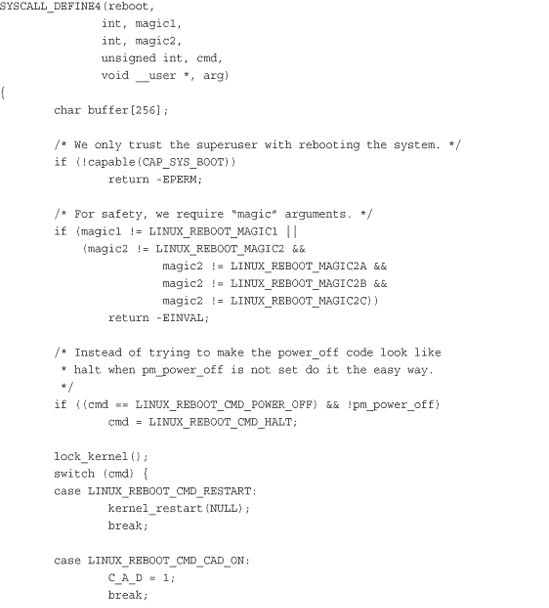 SYSCALL_DEFINE4(reboot,
int, magic1,
int, magic2,
unsigned int, cmd,
void __user *, arg)
{
char buffer[256];
/* We only trust the superuser with rebooting the system. */
if (!capable(CAP_SYS_BOOT))
return -EPERM;
/* For safety, we require “magic” arguments. */
if (magic1 != LINUX_REBOOT_MAGIC1 ||
(magic2 != LINUX_REBOOT_MAGIC2 &&
magic2 != LINUX_REBOOT_MAGIC2A &&
magic2 != LINUX_REBOOT_MAGIC2B &&
magic2 != LINUX_REBOOT_MAGIC2C))
return -EINVAL;
/* Instead of trying to make the power_off code look like
* halt when pm_power_off is not set do it the easy way.
*/
if ((cmd == LINUX_REBOOT_CMD_POWER_OFF) && !pm_power_off)
cmd = LINUX_REBOOT_CMD_HALT;
lock_kernel();
switch (cmd) {
case LINUX_REBOOT_CMD_RESTART:
kernel_restart(NULL);
break;
case LINUX_REBOOT_CMD_CAD_ON:
C_A_D = 1;
break;